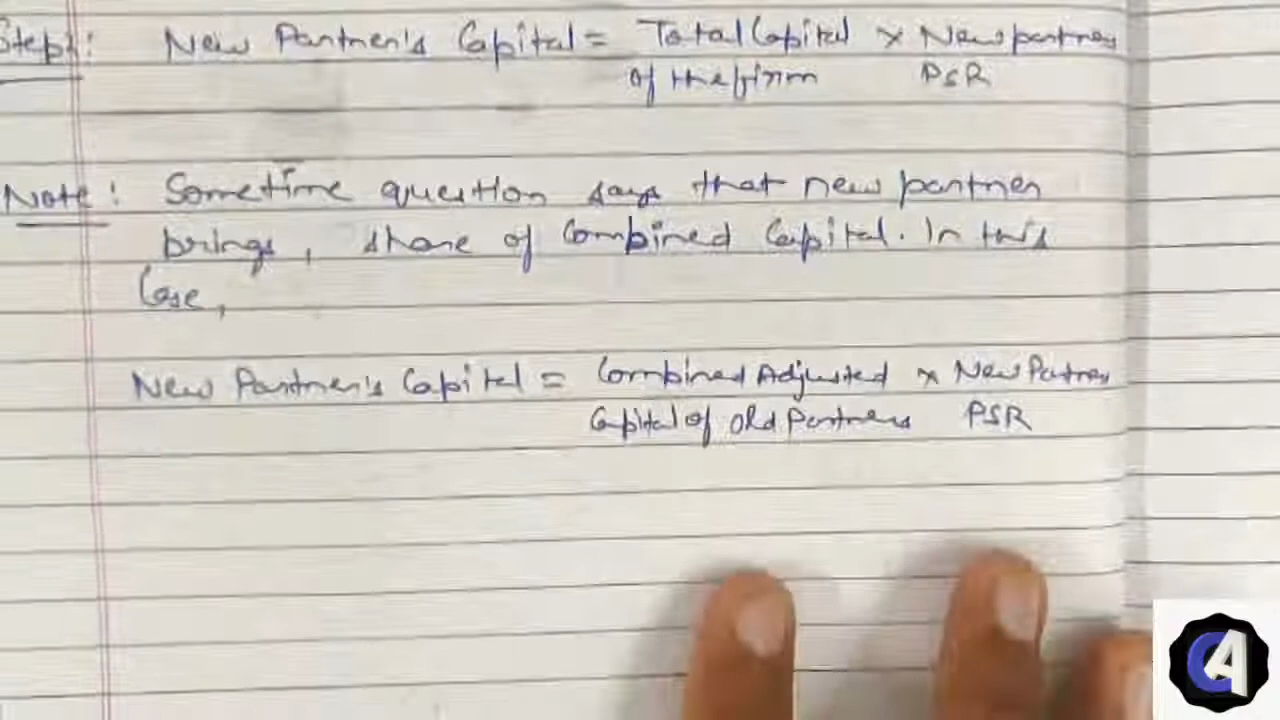 Step: New Partner's Capital = Total Capital × New partner
of the firm PSR
Note: Sometime question says that new partner
brings, share of Combined Capital. In this
Case,
New Partner's Capital = Combined Adjusted × New Partner
Capital of Old Partners PSR
CA